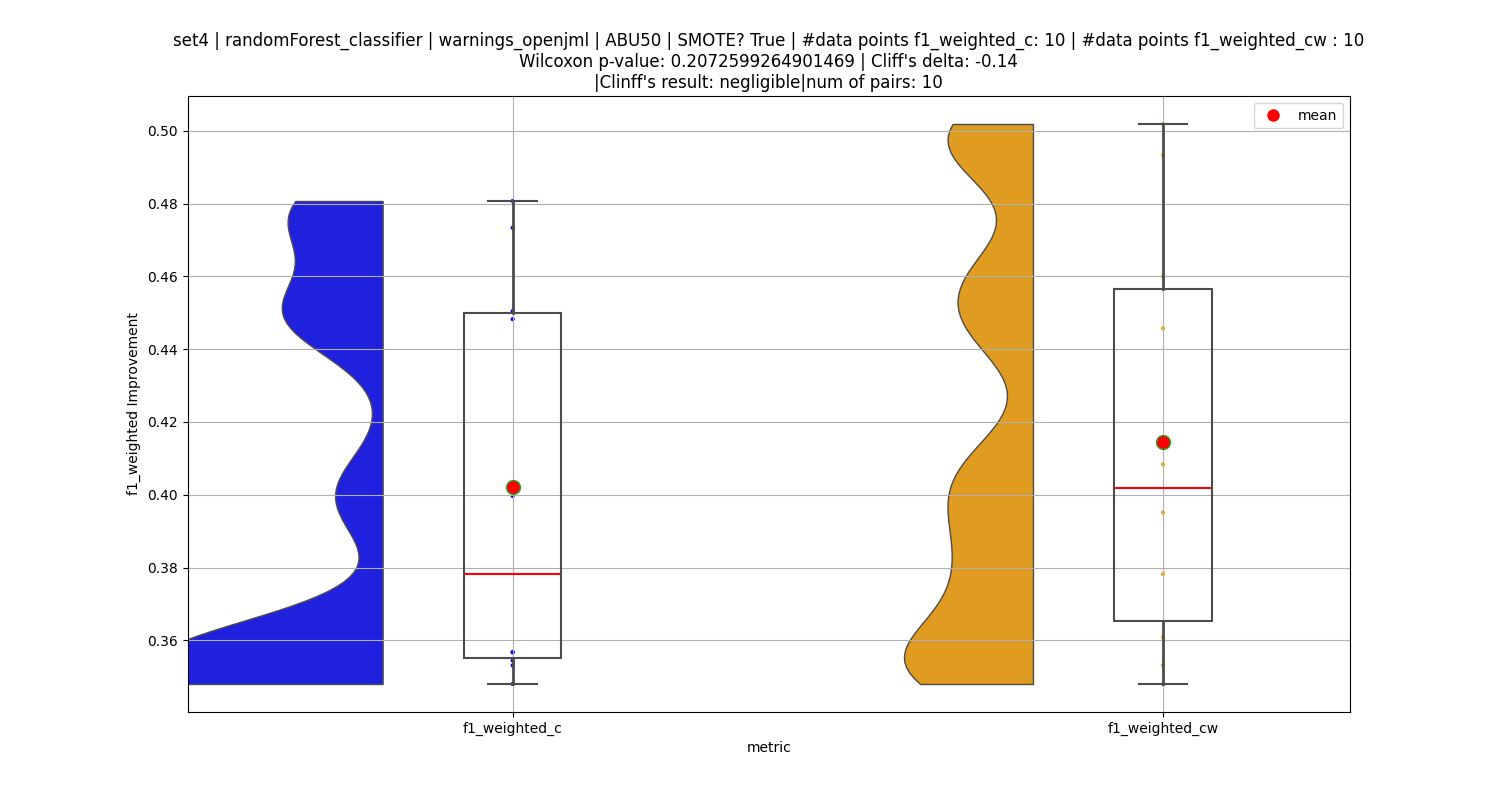 set4 | randomForest_classifier | warnings_openjml | ABU50 | SMOTE? True | #data points f1_weighted_c: 10 | #data points f1_weighted_cw : 10
Wilcoxon p-value: 0.2072599264901469 | Cliff's delta: -0.14
|Clinff's result: negligible|num of pairs: 10
mean
0.50
0.48
0.46
0.44
0.42
0.40
0.38
0.36
f1_weighted Improvement
f1_weighted_c
f1_weighted_cw
metric